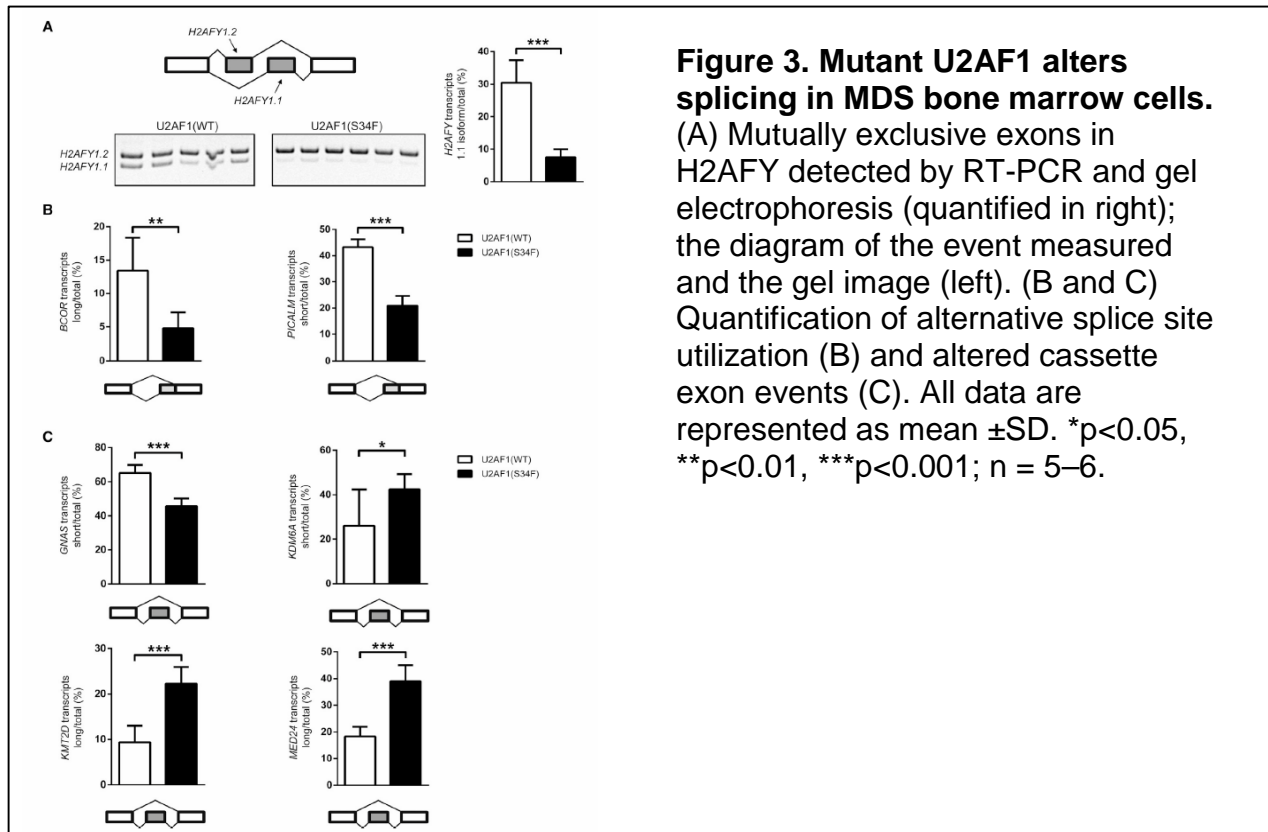 A
H2AFY1.2
H2AFY1.1
U2AF1(WT)
U2AF1(S34F)
H2AFY1.2
H2AFY1.1
H2AFY transcripts
1.1 isoform/total (%)
40
30
20
10
0
***
B
BCOR transcripts
long/total (%)
20
15
10
5
0
**
PICALM transcripts
short/total (%)
50
40
30
20
10
0
***
U2AF1(WT)
U2AF1(S34F)
C
GNAS transcripts
short/total (%)
80
60
40
20
0
***
KDM6A transcripts
short/total (%)
60
40
20
0
*
U2AF1(WT)
U2AF1(S34F)
KMT2D transcripts
long/total (%)
30
20
10
0
***
MED24 transcripts
long/total (%)
50
40
30
20
10
0
***
Figure 3. Mutant U2AF1 alters
splicing in MDS bone marrow cells.
(A) Mutually exclusive exons in
H2AFY detected by RT-PCR and gel
electrophoresis (quantified in right);
the diagram of the event measured
and the gel image (left). (B and C)
Quantification of alternative splice site
utilization (B) and altered cassette
exon events (C). All data are
represented as mean ±SD. *p<0.05,
**p<0.01, ***p<0.001; n = 5–6.